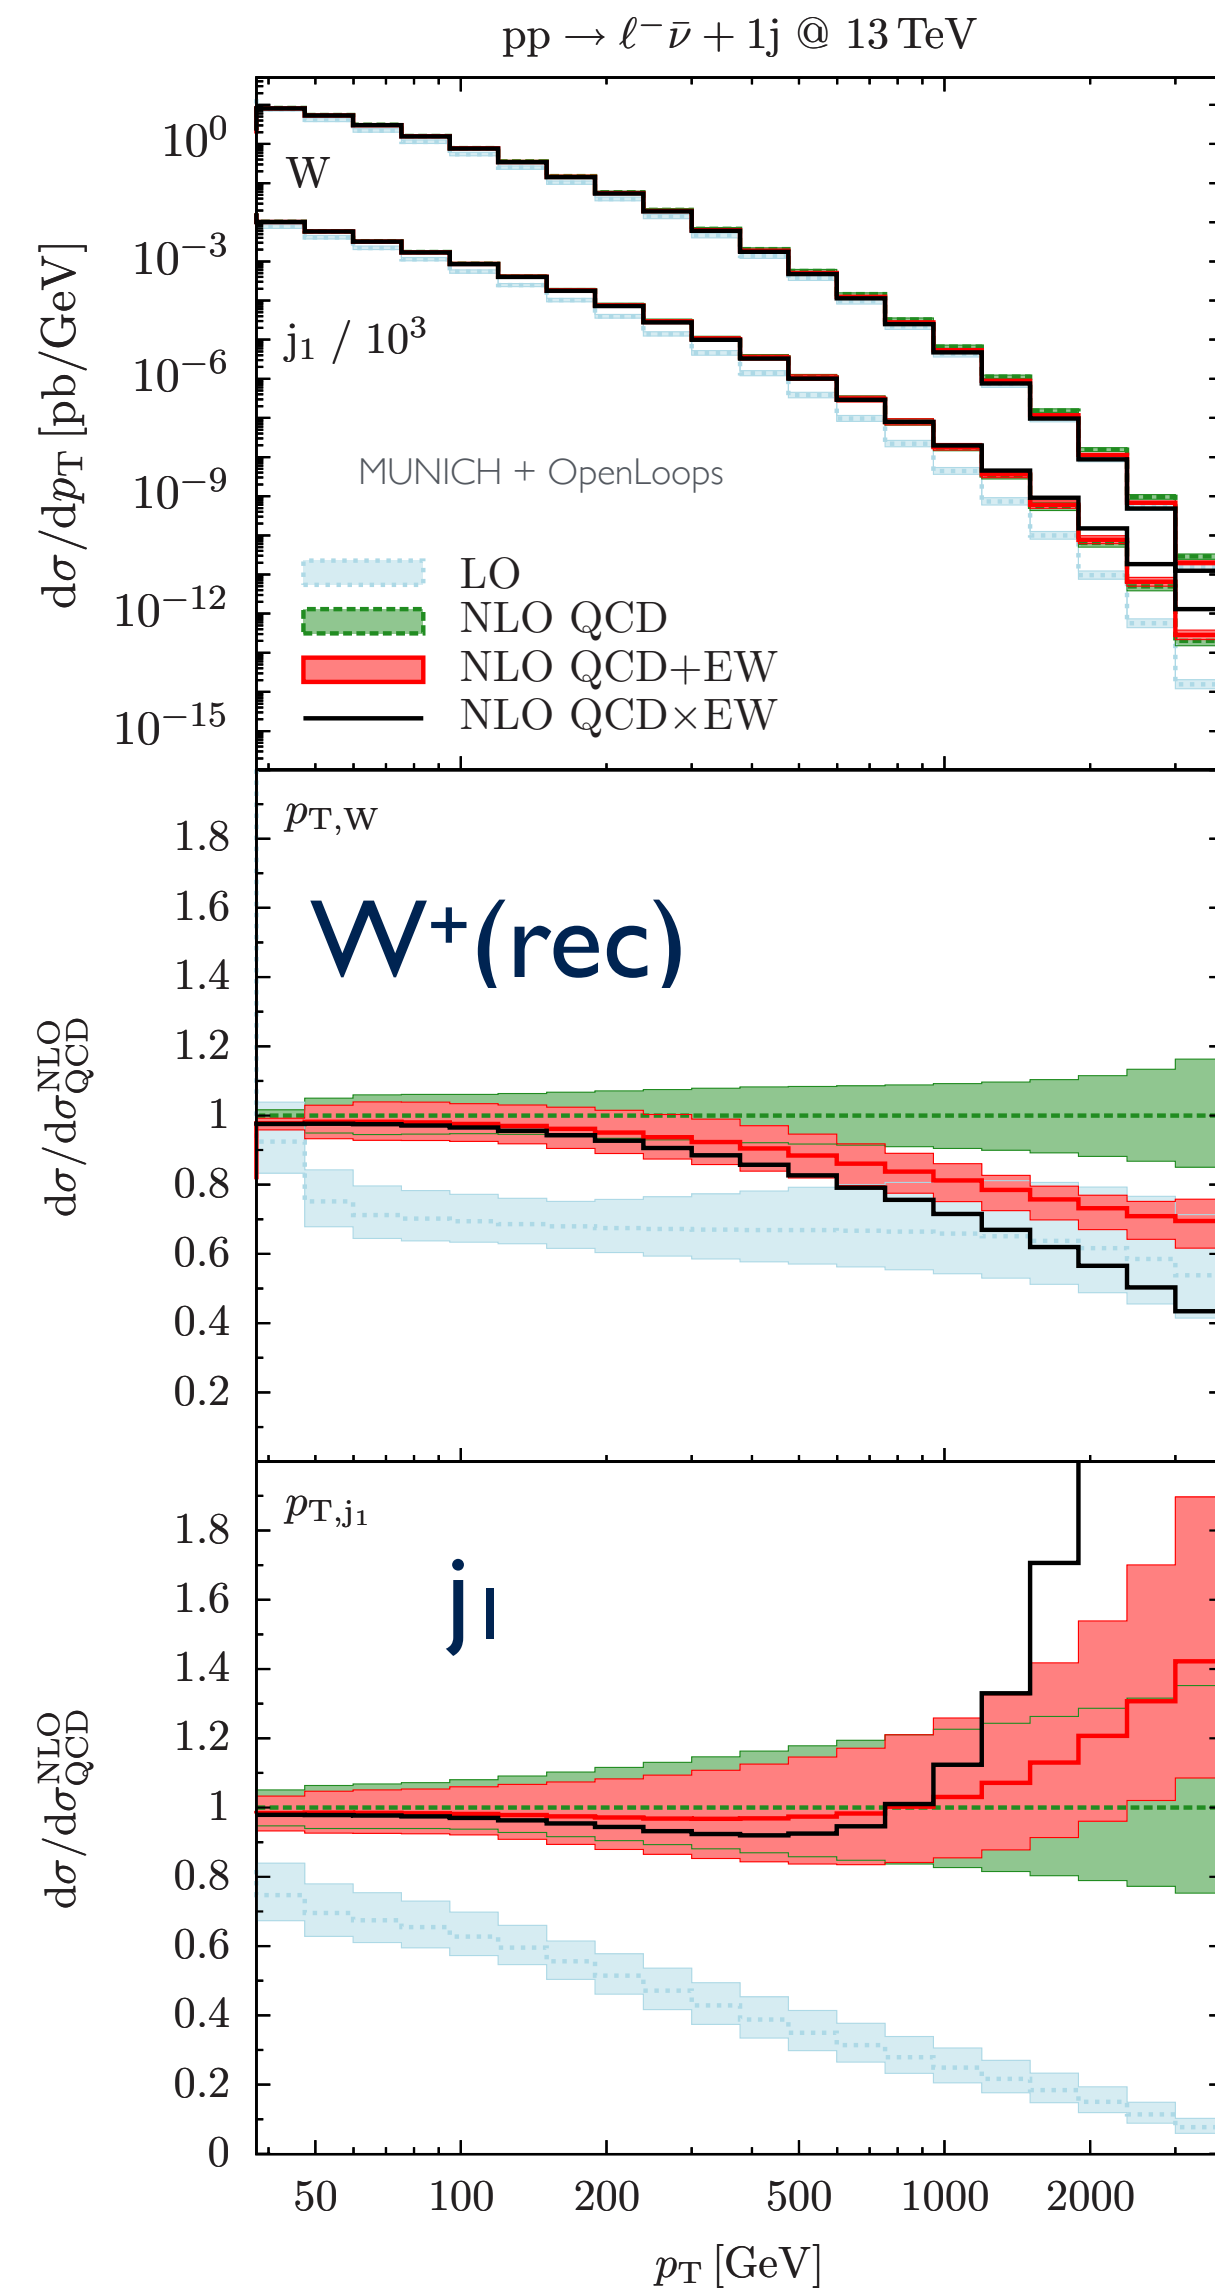 pp → ℓ⁻ν̄ + 1j @ 13 TeV
dσ/dp_T [pb/GeV]
10⁰
10⁻³
10⁻⁶
10⁻⁹
10⁻¹²
10⁻¹⁵
W
j₁ / 10³
MUNICH + OpenLoops
LO
NLO QCD
NLO QCD+EW
NLO QCD×EW
dσ/dσ_QCD^NLO
1.8
1.6
1.4
1.2
1
0.8
0.6
0.4
0.2
p_T,W
W⁺(rec)
dσ/dσ_QCD^NLO
1.8
1.6
1.4
1.2
1
0.8
0.6
0.4
0.2
0
p_T,j₁
j1
50 100 200 500 1000 2000
p_T [GeV]